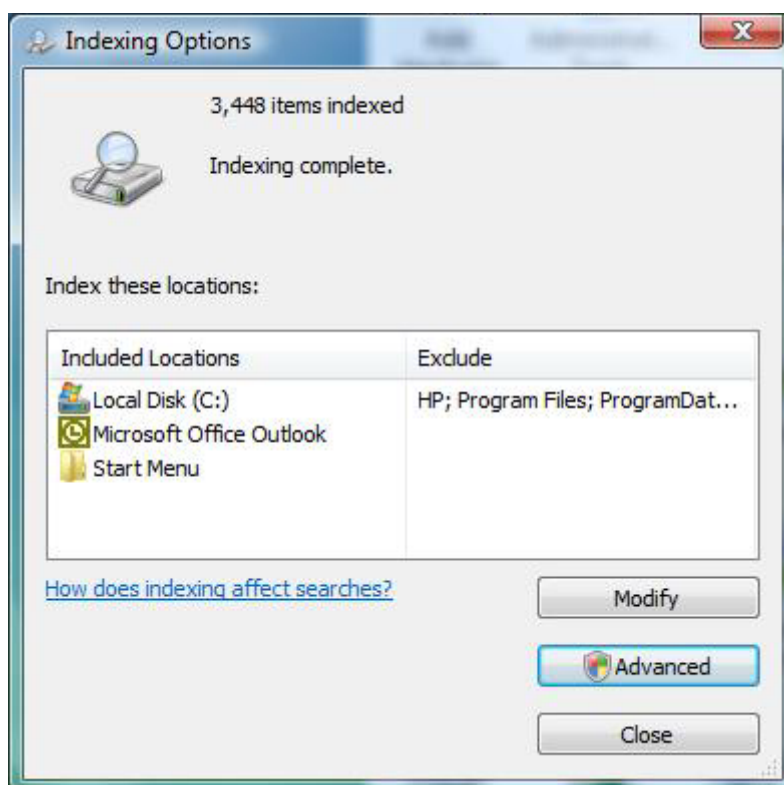 Indexing Options
3,448 items indexed
Indexing complete.
Index these locations:
Included Locations Exclude
Local Disk (C:) HP; Program Files; ProgramDat...
Microsoft Office Outlook
Start Menu
How does indexing affect searches?
Modify
Advanced
Close